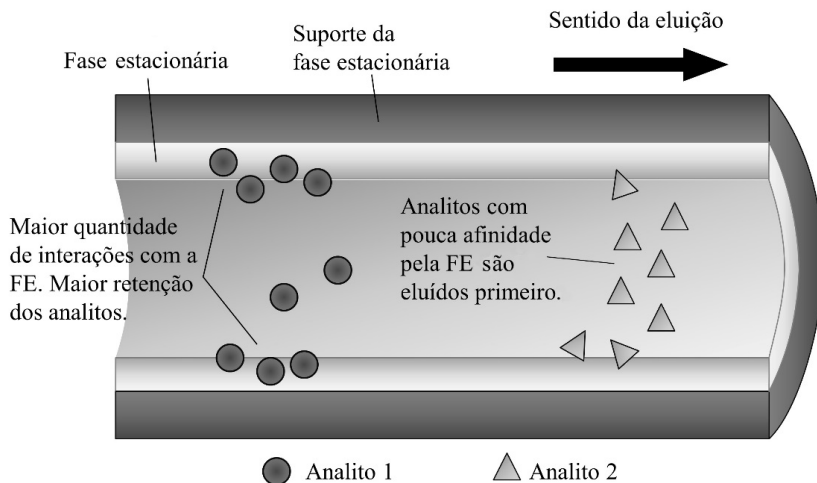 Sentido da eluição
Suporte da
fase estacionária
Fase estacionária
Maior quantidade
de interações com a
FE. Maior retenção
dos analitos.
Analitos com
pouca afinidade
pela FE são
eluídos primeiro.
Analito 1
Analito 2